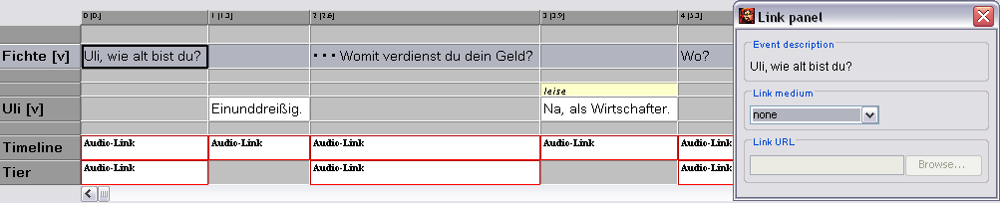 0 [0.] 1 [1.3] 2 [2.6] 3 [3.9] 4 [5.3]
Fichte [v] Uli, wie alt bist du? • • • Womit verdienst du dein Geld? Wo?
leise
Uli [v] Einunddreißig. Na, als Wirtschafter.
Timeline Audio-Link Audio-Link Audio-Link Audio-Link Audio-Link
Tier Audio-Link Audio-Link Audio-Link
Link panel
Event description
Uli, wie alt bist du?
Link medium
none
Link URL
Browse...